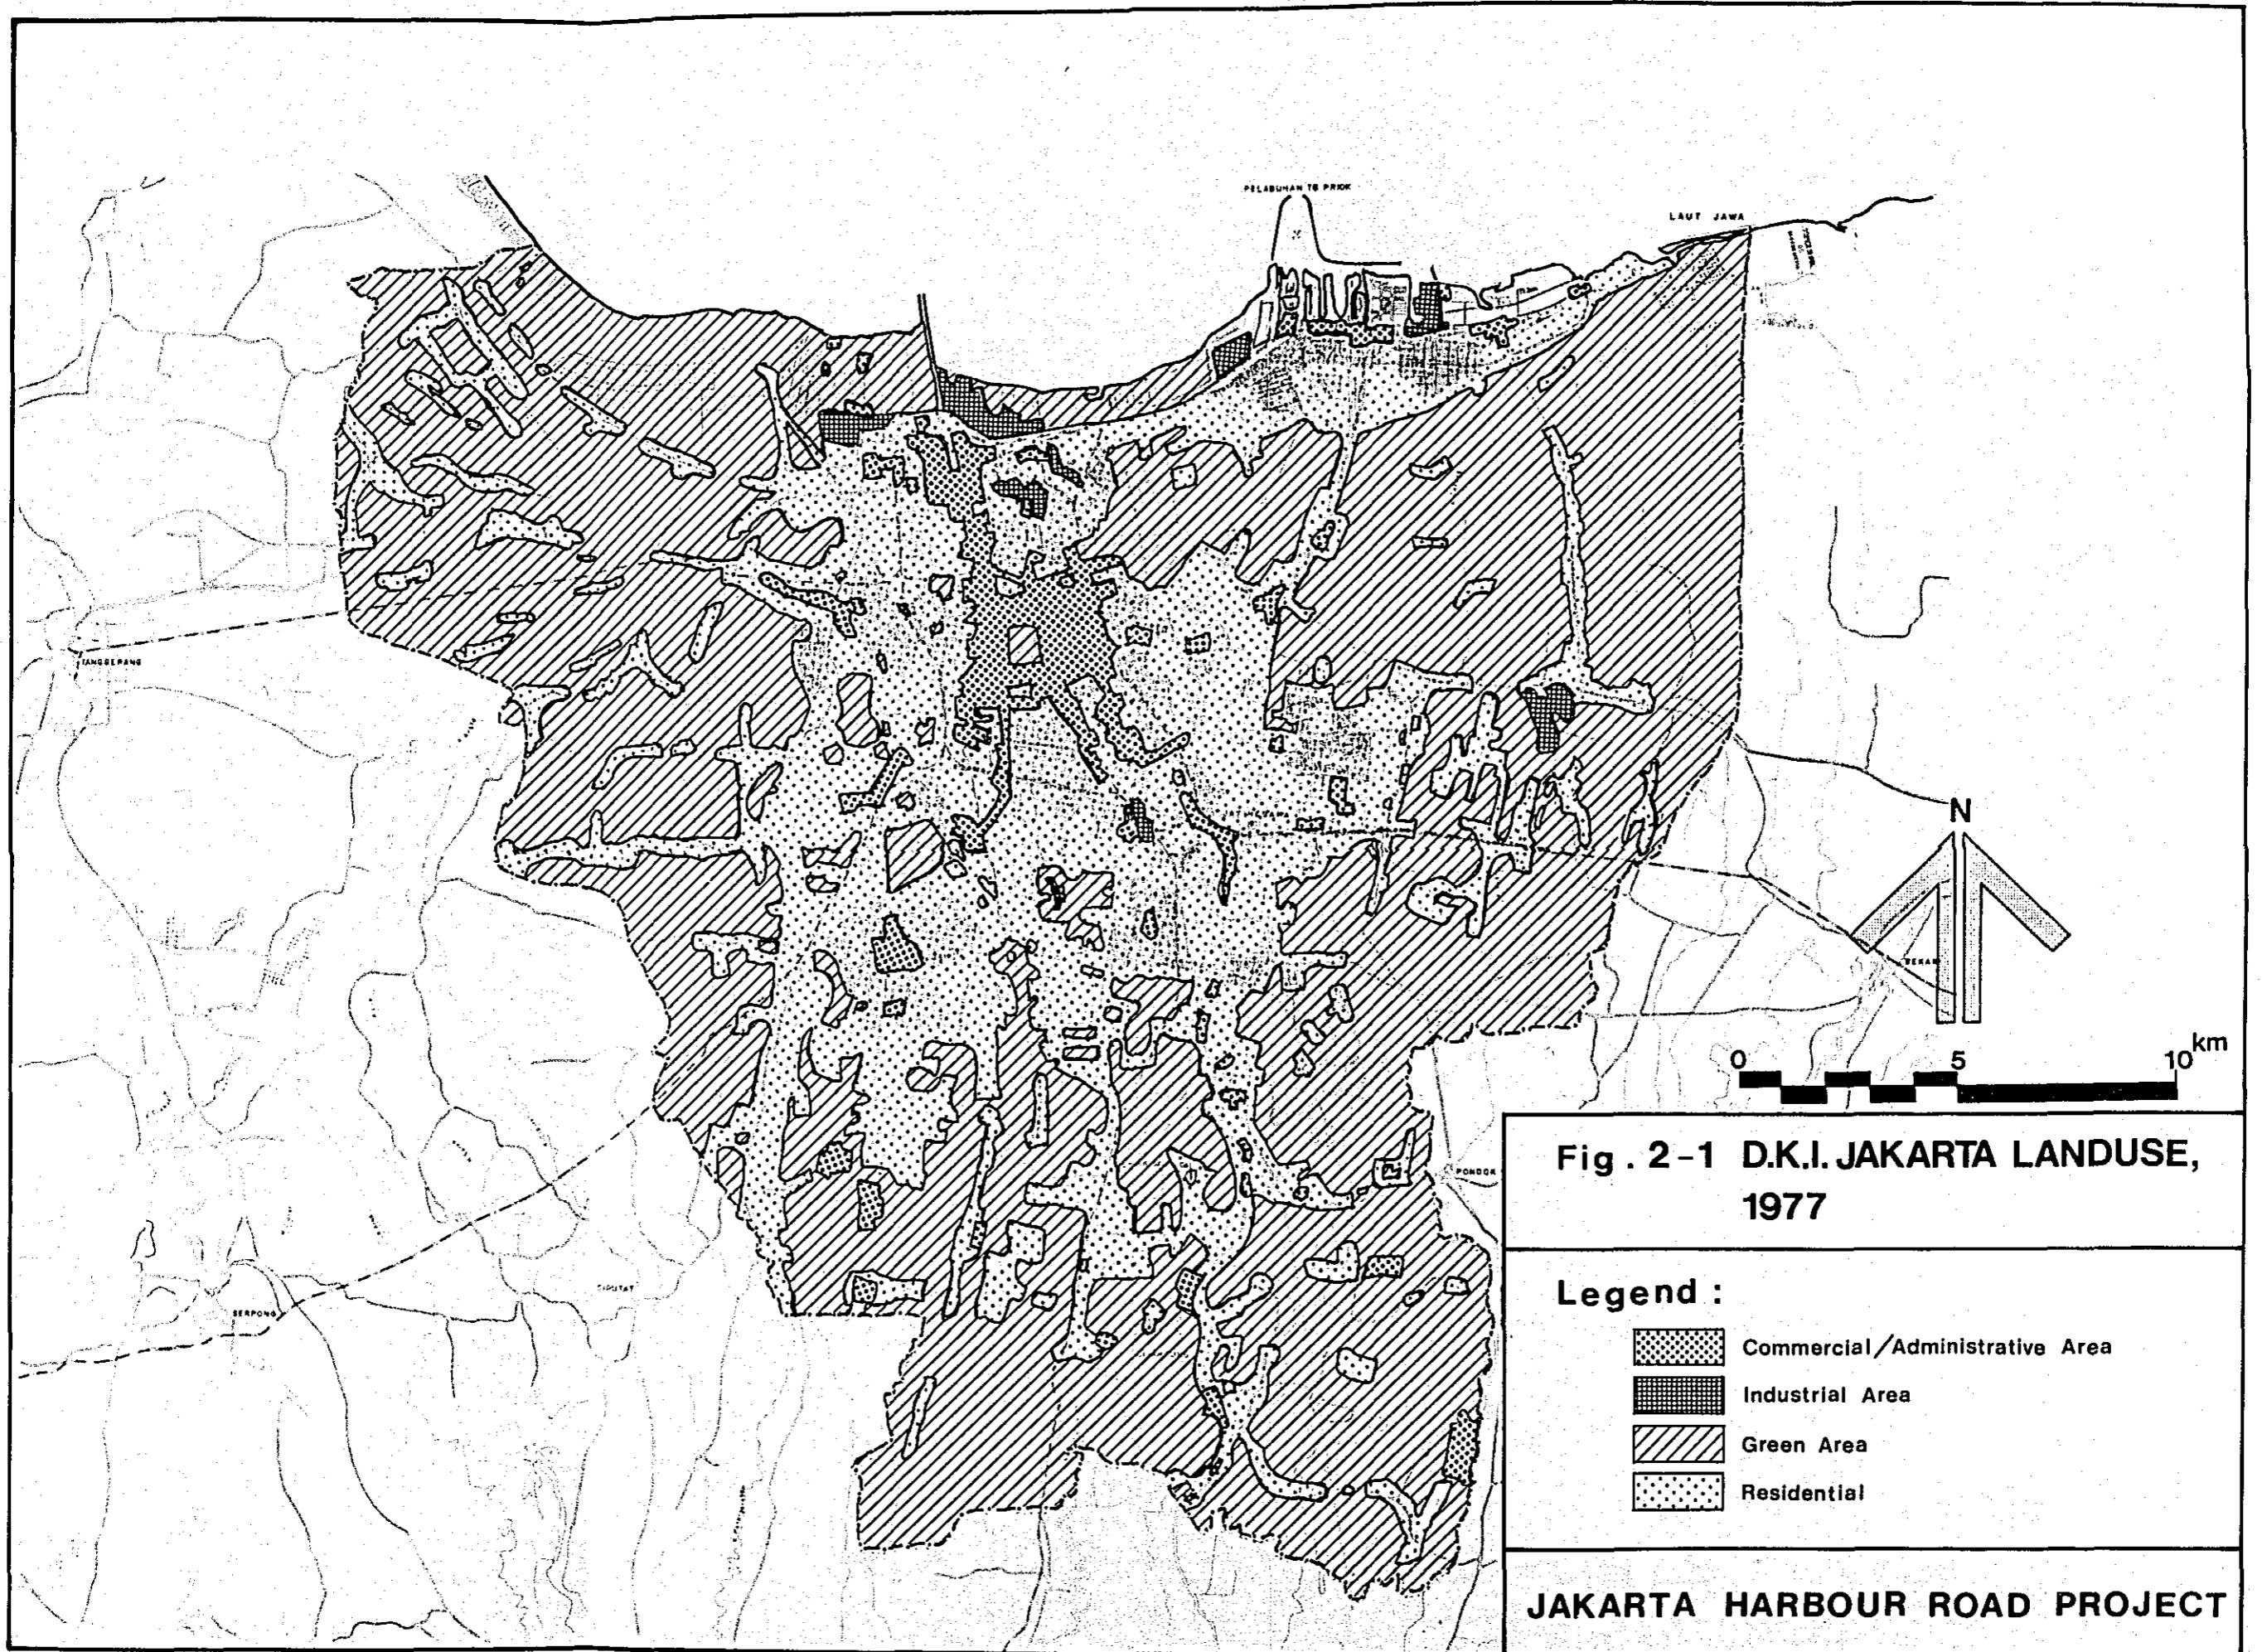 PELABUHAN TG PRIOK
LAUT JAWA
TANGGERANG
N
0 5 10 km
PONDOK
CIPUTAT
SERPONG
Fig. 2-1 D.K.I. JAKARTA LANDUSE,
1977
Legend :
Commercial/Administrative Area
Industrial Area
Green Area
Residential
JAKARTA HARBOUR ROAD PROJECT